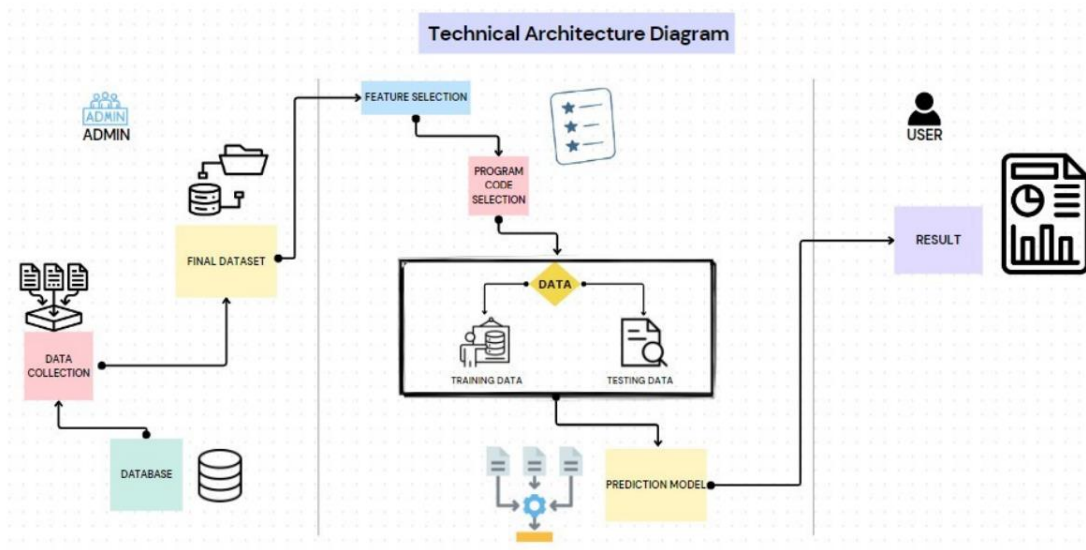 Technical Architecture Diagram
ADMIN
ADMIN
FEATURE SELECTION
USER
PROGRAM
CODE
SELECTION
RESULT
FINAL DATASET
DATA
DATA
COLLECTION
TRAINING DATA
TESTING DATA
DATABASE
PREDICTION MODEL